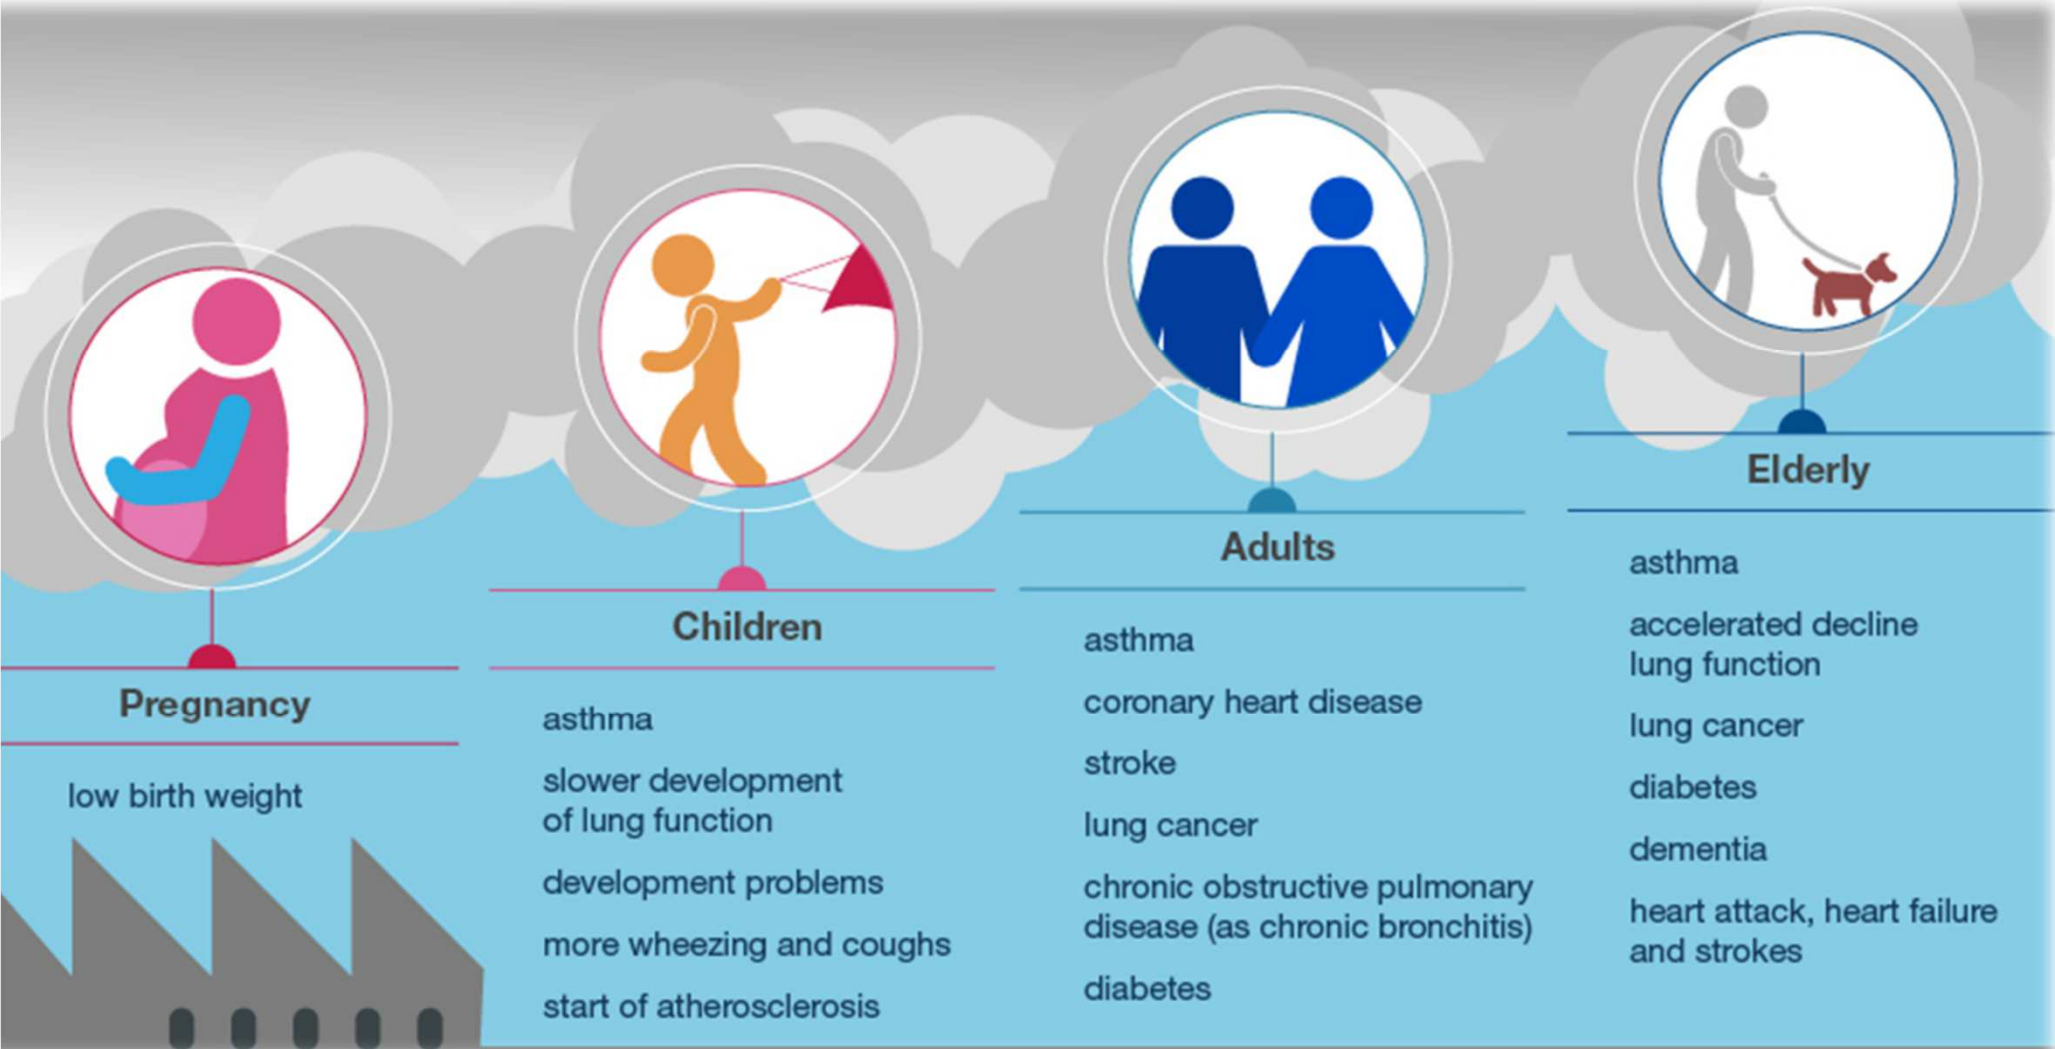 Pregnancy
low birth weight
Children
asthma
slower development
of lung function
development problems
more wheezing and coughs
start of atherosclerosis
Adults
asthma
coronary heart disease
stroke
lung cancer
chronic obstructive pulmonary
disease (as chronic bronchitis)
diabetes
Elderly
asthma
accelerated decline
lung function
lung cancer
diabetes
dementia
heart attack, heart failure
and strokes